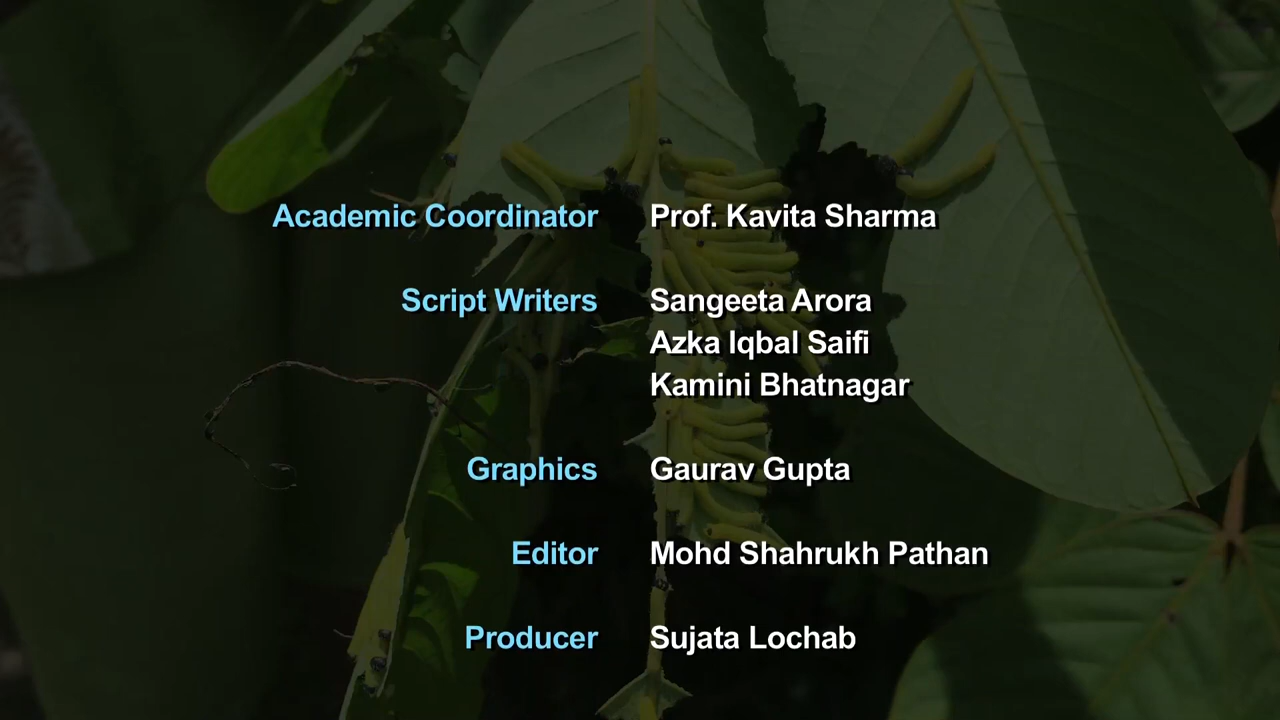 Academic Coordinator Prof. Kavita Sharma
Script Writers Sangeeta Arora
Azka Iqbal Saifi
Kamini Bhatnagar
Graphics Gaurav Gupta
Editor Mohd Shahrukh Pathan
Producer Sujata Lochab